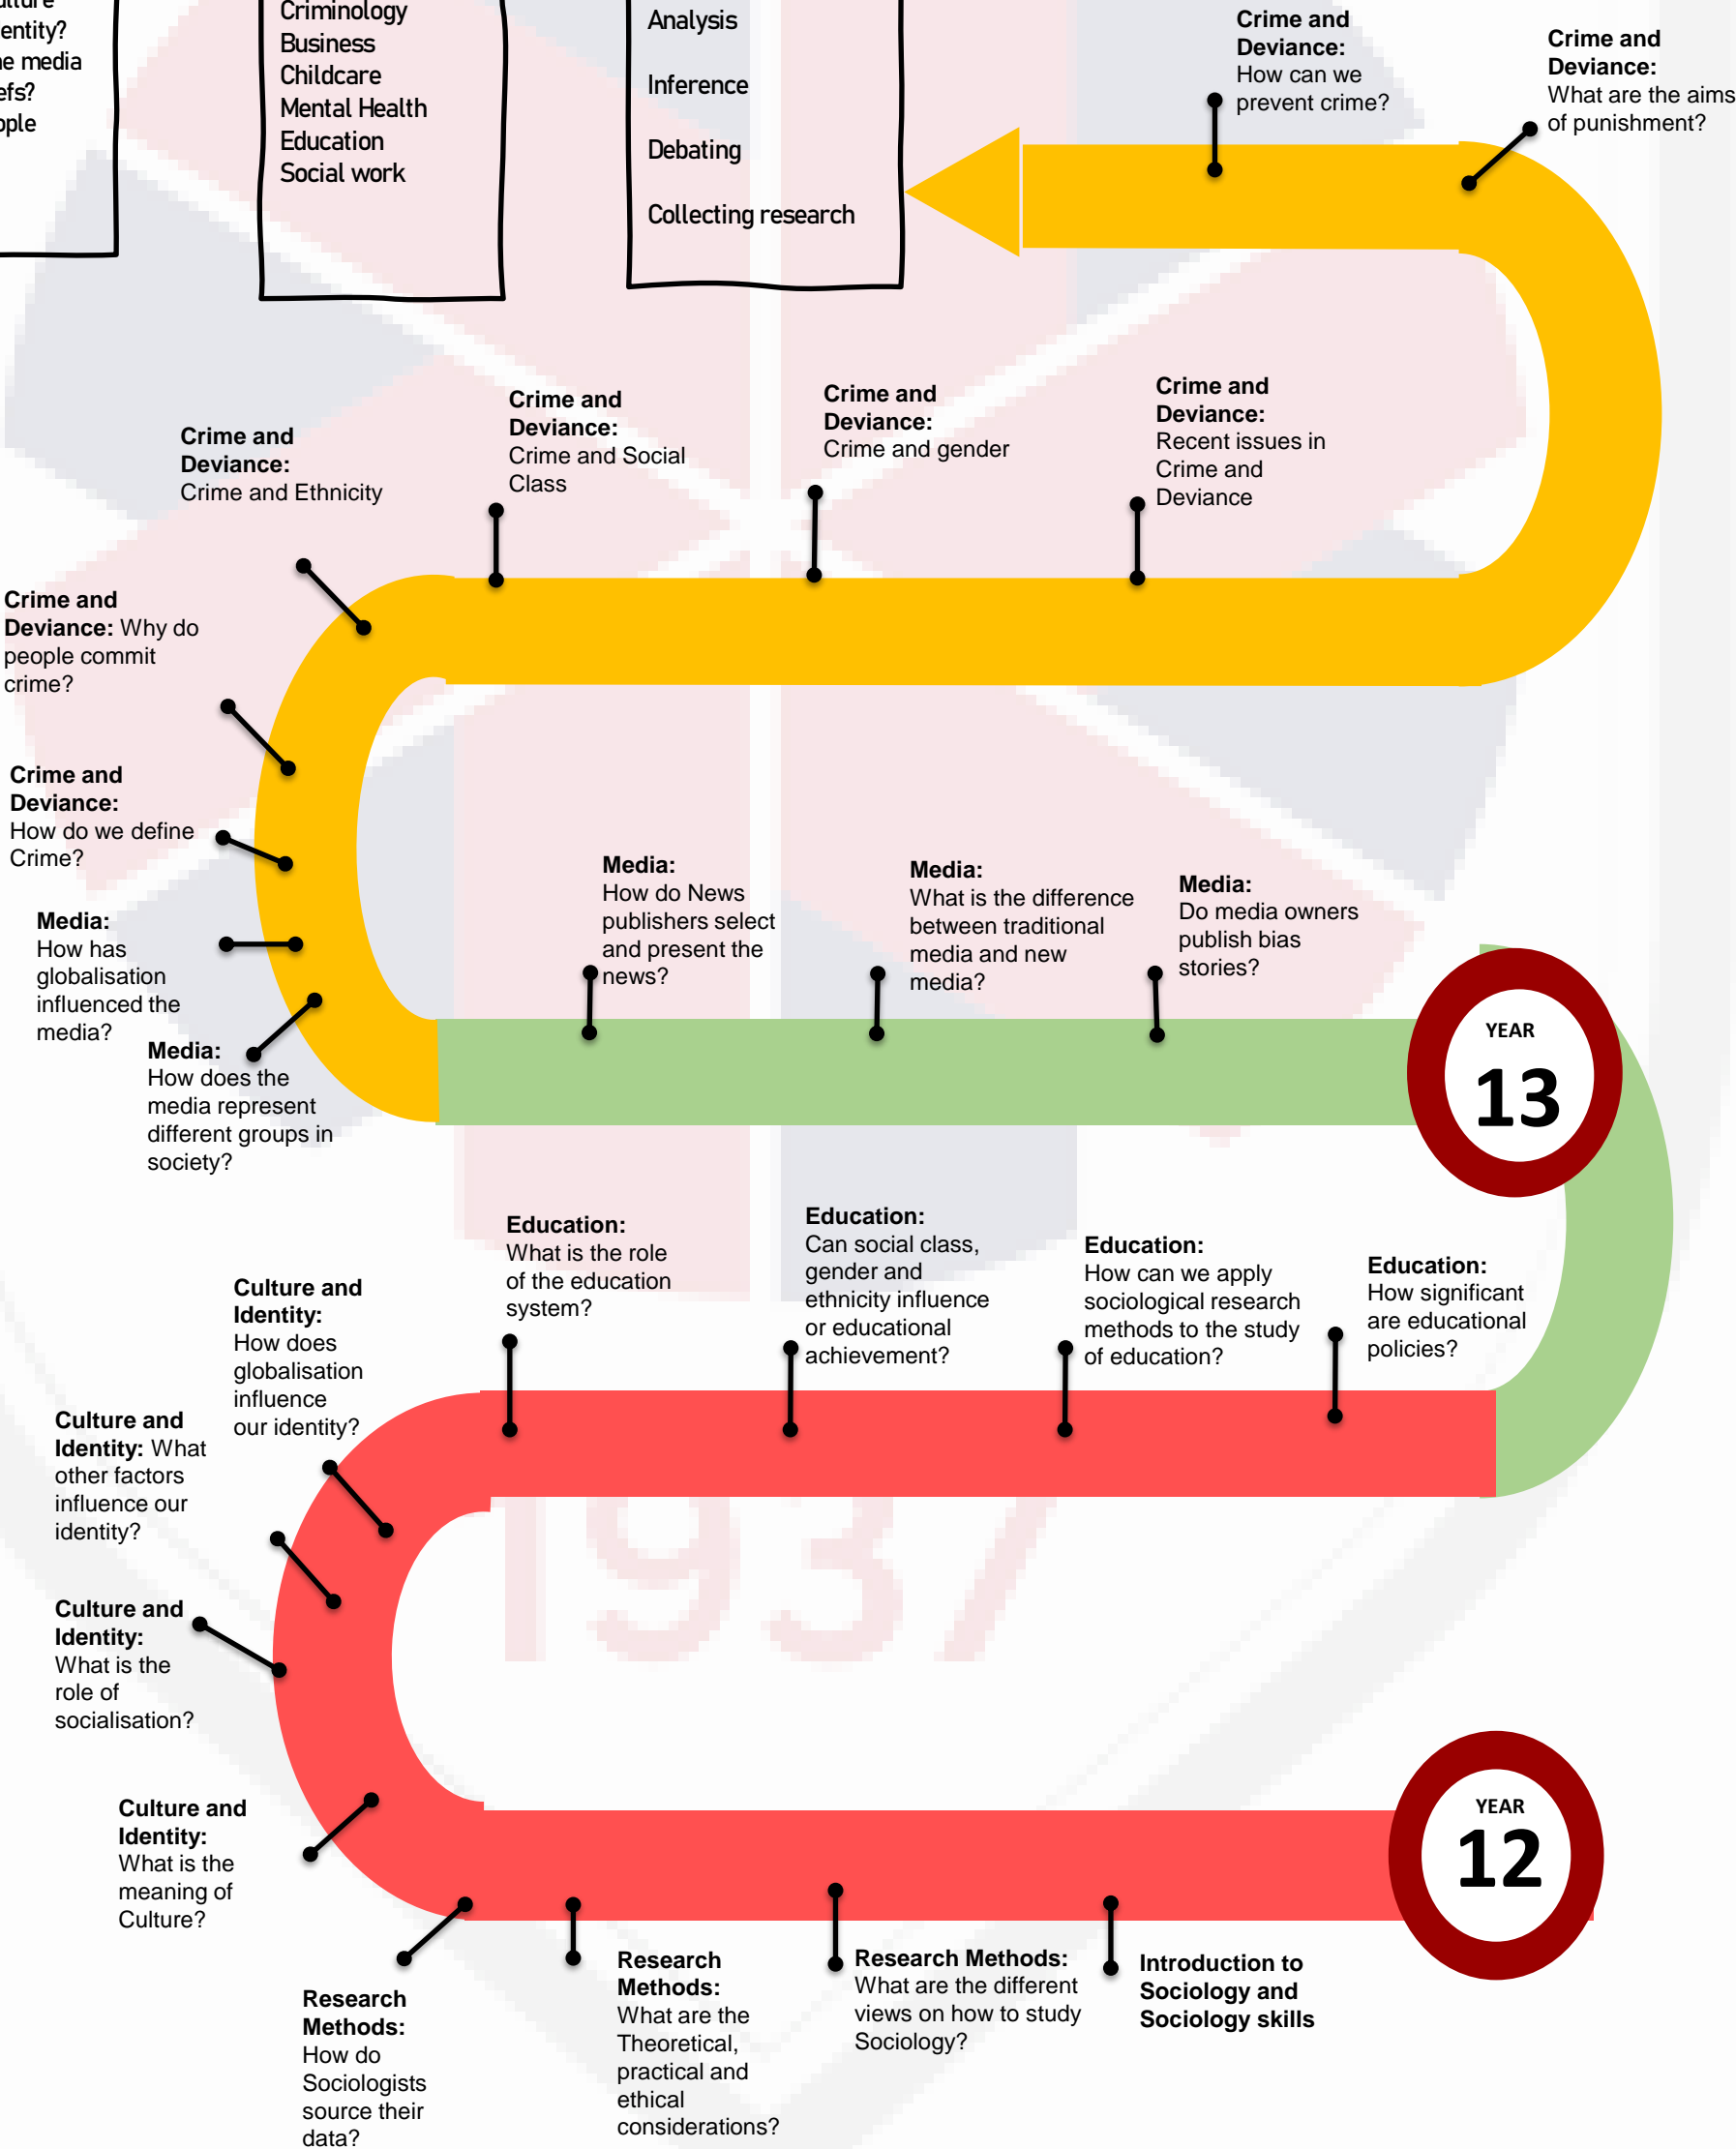 entity?
media
Criminology
Business
Childcare
Mental Health
Education
Social work
Analysis
Inference
Debating
Collecting research
Crime and
Deviance:
How can we
prevent crime?
Crime and
Deviance:
What are the aims
of punishment?
Crime and
Deviance:
Crime and Ethnicity
Crime and
Deviance:
Crime and Social
Class
Crime and
Deviance:
Crime and gender
Crime and
Deviance:
Recent issues in
Crime and
Deviance
Crime and
Deviance: Why do
people commit
crime?
Crime and
Deviance:
How do we define
Crime?
Media:
How has
globalisation
influenced the
media?
Media:
How does the
media represent
different groups in
society?
Media:
How do News
publishers select
and present the
news?
Media:
What is the difference
between traditional
media and new
media?
Media:
Do media owners
publish bias
stories?
YEAR
13
Education:
What is the role
of the education
system?
Education:
Can social class,
gender and
ethnicity influence
or educational
achievement?
Education:
How can we apply
sociological research
methods to the study
of education?
Education:
How significant
are educational
policies?
Culture and
Identity:
How does
globalisation
influence
our identity?
Culture and
Identity: What
other factors
influence our
identity?
1937
Culture and
Identity:
What is the
role of
socialisation?
Culture and
Identity:
What is the
meaning of
Culture?
YEAR
12
Research
Methods:
How do
Sociologists
source their
data?
Research
Methods:
What are the
Theoretical,
practical and
ethical
considerations?
Research Methods:
What are the different
views on how to study
Sociology?
Introduction to
Sociology and
Sociology skills